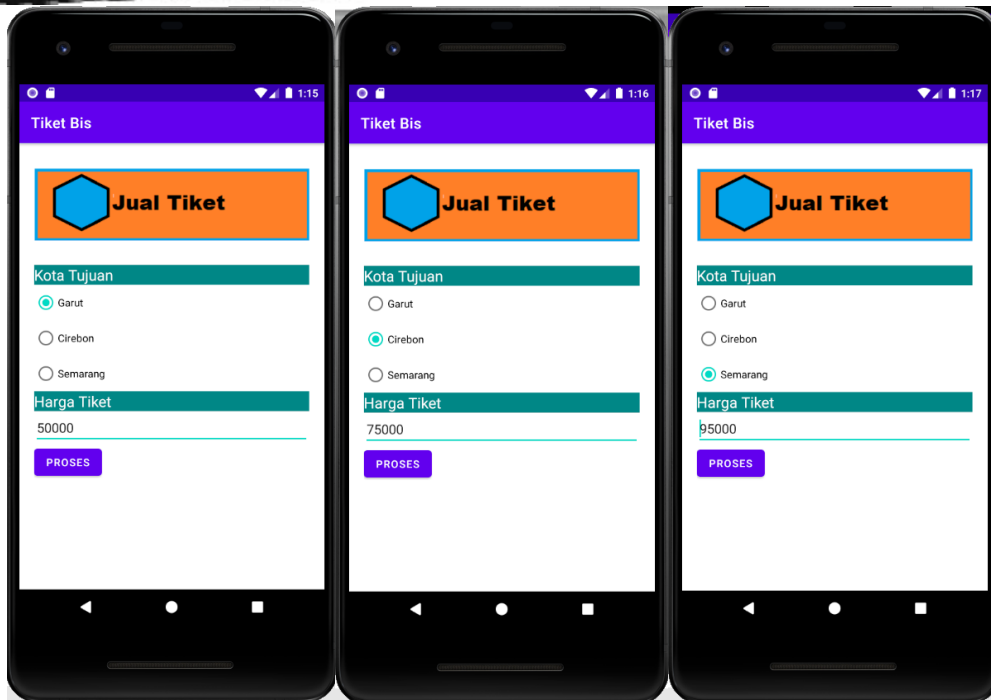 1:15
Tiket Bis
Jual Tiket
Kota Tujuan
Garut
Cirebon
Semarang
Harga Tiket
50000
PROSES
1:16
Tiket Bis
Jual Tiket
Kota Tujuan
Garut
Cirebon
Semarang
Harga Tiket
75000
PROSES
1:17
Tiket Bis
Jual Tiket
Kota Tujuan
Garut
Cirebon
Semarang
Harga Tiket
95000
PROSES